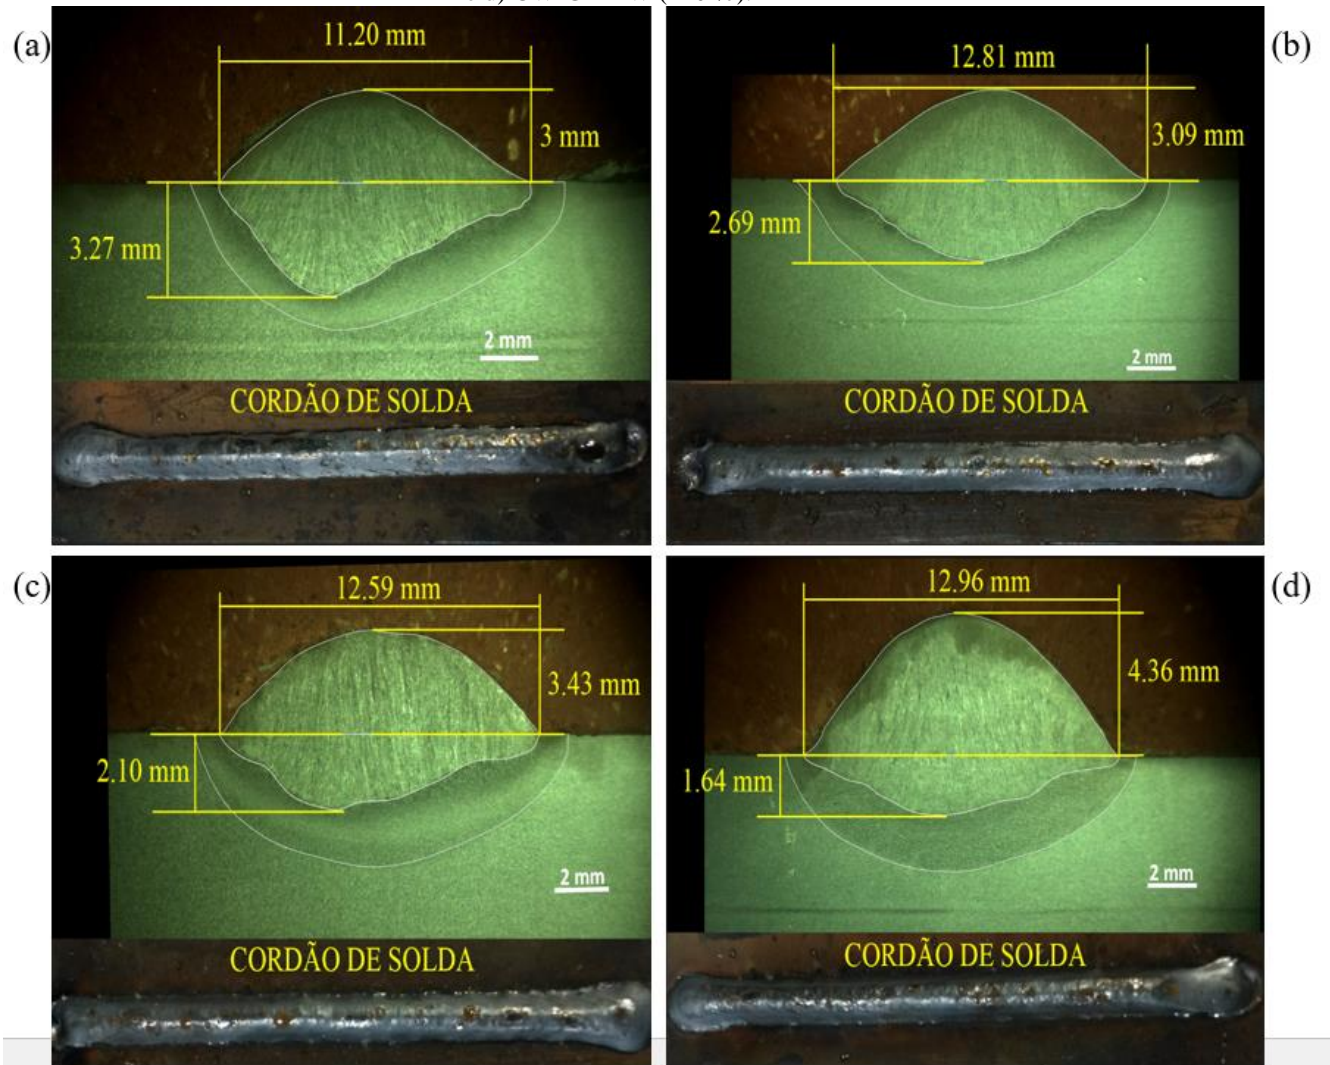 (a)
11.20 mm
3 mm
3.27 mm
2 mm
CORDÃO DE SOLDA
(b)
12.81 mm
3.09 mm
2.69 mm
2 mm
CORDÃO DE SOLDA
(c)
12.59 mm
3.43 mm
2.10 mm
2 mm
CORDÃO DE SOLDA
(d)
12.96 mm
4.36 mm
1.64 mm
2 mm
CORDÃO DE SOLDA